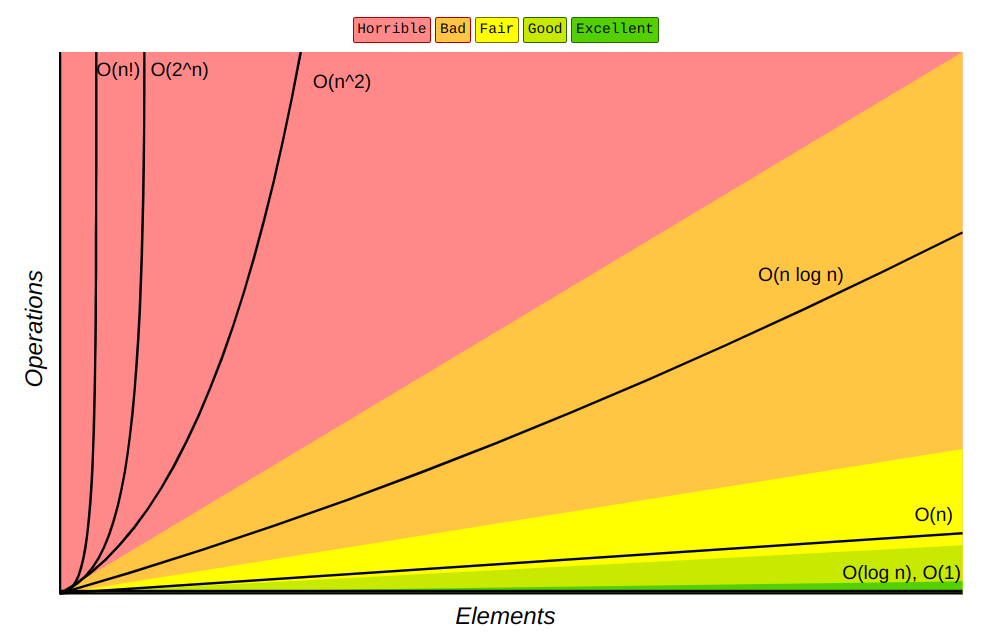 Horrible Bad Fair Good Excellent
O(n!) O(2^n)
O(n^2)
O(n log n)
Operations
O(n)
O(log n), O(1)
Elements